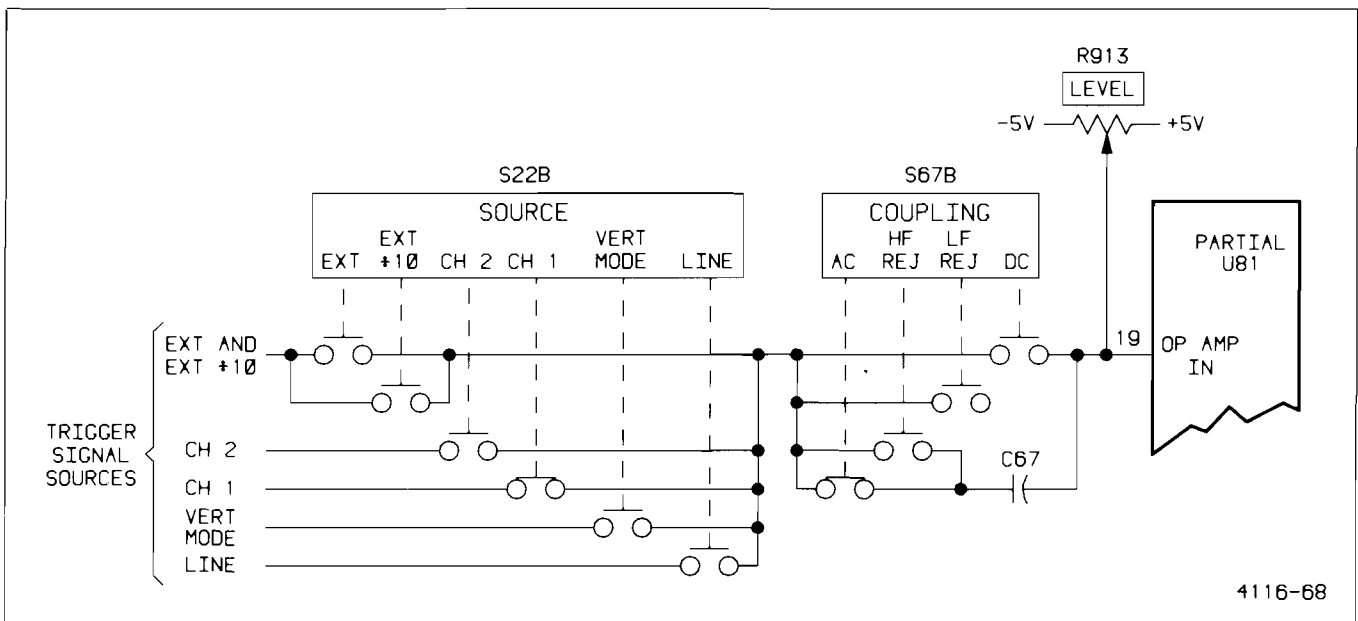 R913
LEVEL
-5V +5V
S22B
SOURCE
EXT EXT ÷10 CH 2 CH 1 VERT MODE LINE
S67B
COUPLING
AC HF REJ LF REJ DC
PARTIAL
U81
EXT AND
EXT ÷10
19 OP AMP
IN
TRIGGER
SIGNAL
SOURCES
CH 2
C67
CH 1
VERT
MODE
LINE
4116-68